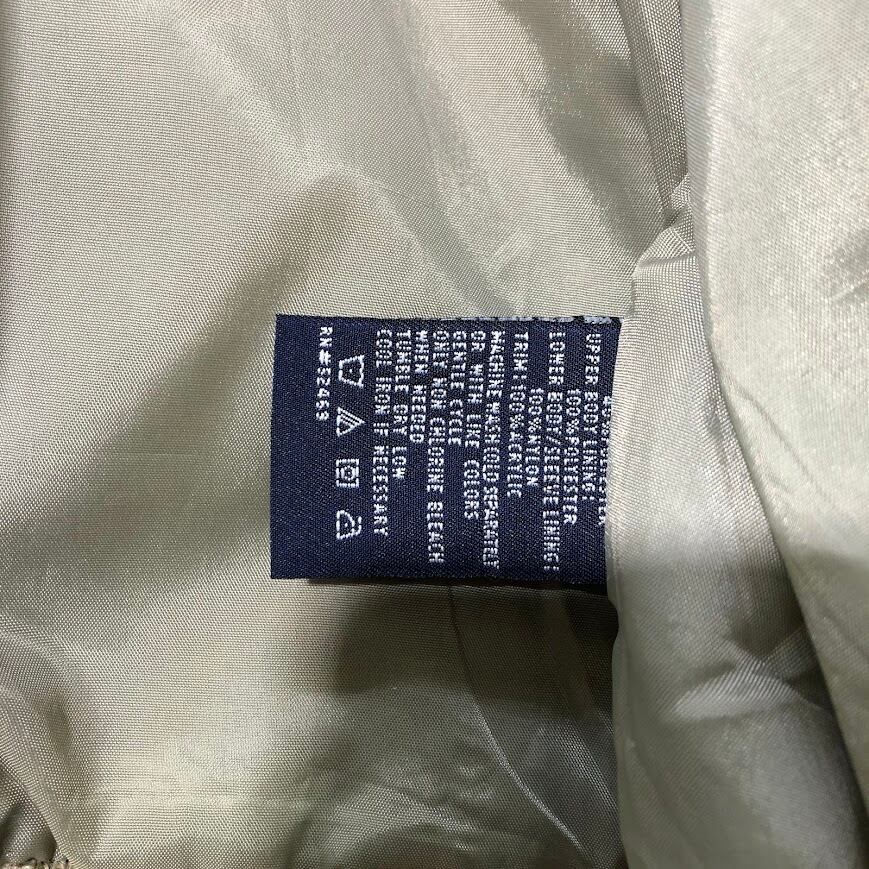 UPPER BODY LINING:
100%POLYESTER
LOWER BODY/SLEEVE LINING:
100%NYLON
TRIM: 100%ACRYLIC
MACHINE WASH COLD SEPARATELY
OR WITH LIKE COLORS
GENTLE CYCLE
ONLY NON CHLORINE BLEACH
WHEN NEEDED
TUMBLE DRY LOW
COOL IRON IF NECESSARY
RN#52469